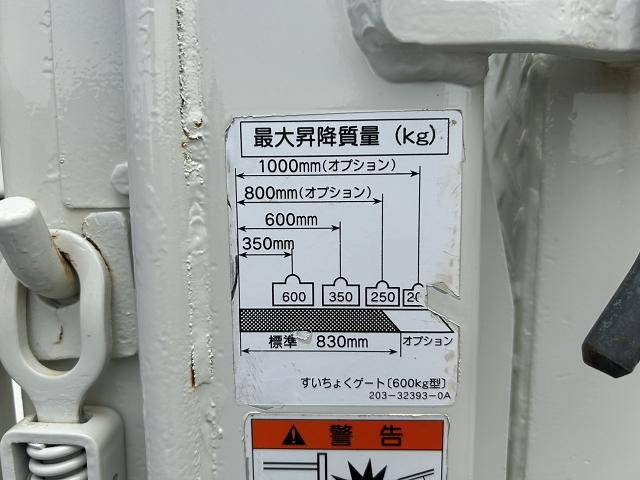 最大昇降質量 (kg)
1000mm(オプション)
800mm(オプション)
600mm
350mm
600 350 250
標準 830mm オプション
すいちょくゲート〔600kg型〕
203-32393-0A
警告